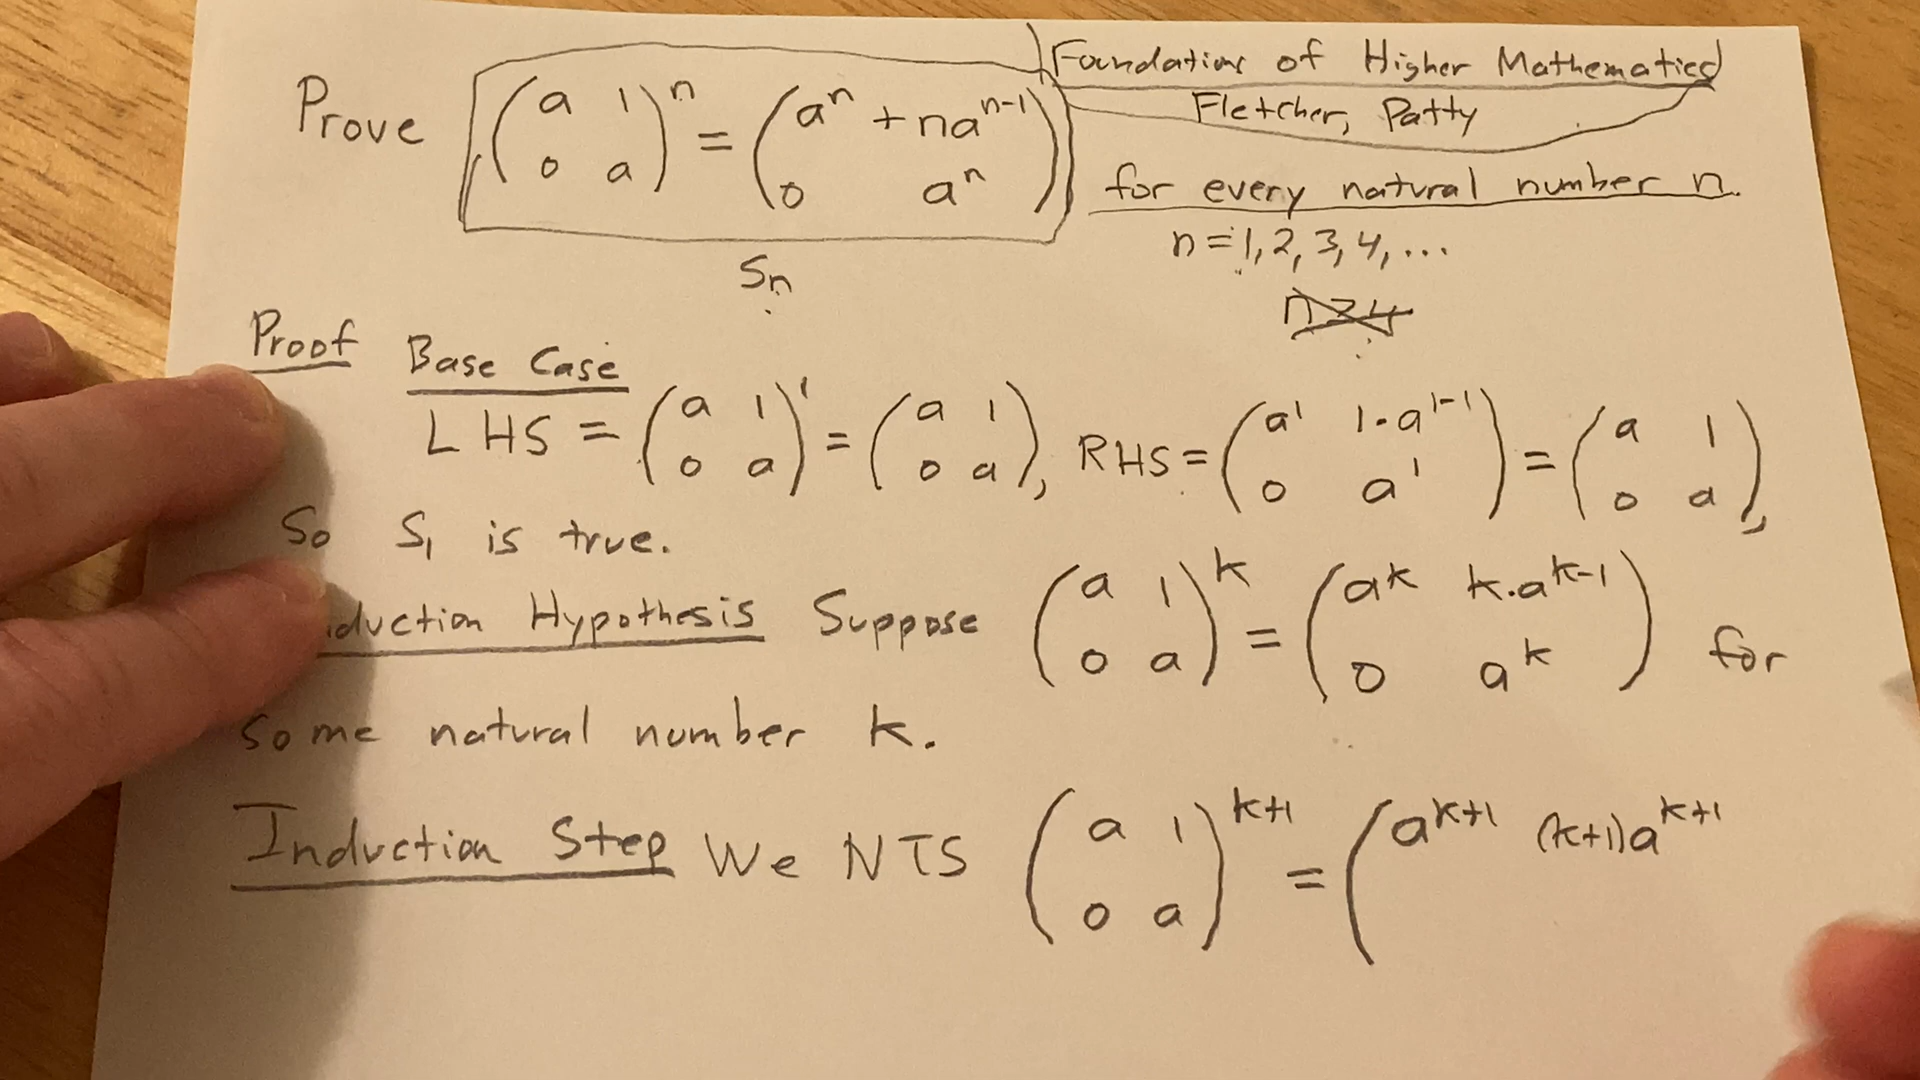 Foundations of Higher Mathematics
Fletcher, Patty
Prove (a 1 0 a)^n = (a^n + na^{n-1} 0 a^n) for every natural number n.
S_n
n = 1, 2, 3, 4, ...
n ≥ 4
Proof Base Case
LHS = (a 1 0 a)^1 = (a 1 0 a), RHS = (a^1 1·a^{1-1} 0 a^1) = (a 1 0 a),
So S_1 is true.
duction Hypothesis Suppose (a 1 0 a)^k = (a^k k·a^{k-1} 0 a^k) for
some natural number k.
Induction Step We NTS (a 1 0 a)^{k+1} = (a^{k+1} (k+1)a^{k+1}